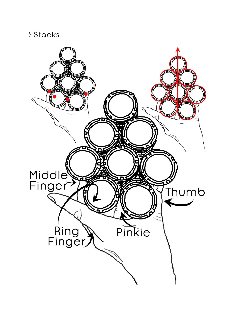 3 Stacks
Middle
Finger
Thumb
Ring
Finger
Pinkie